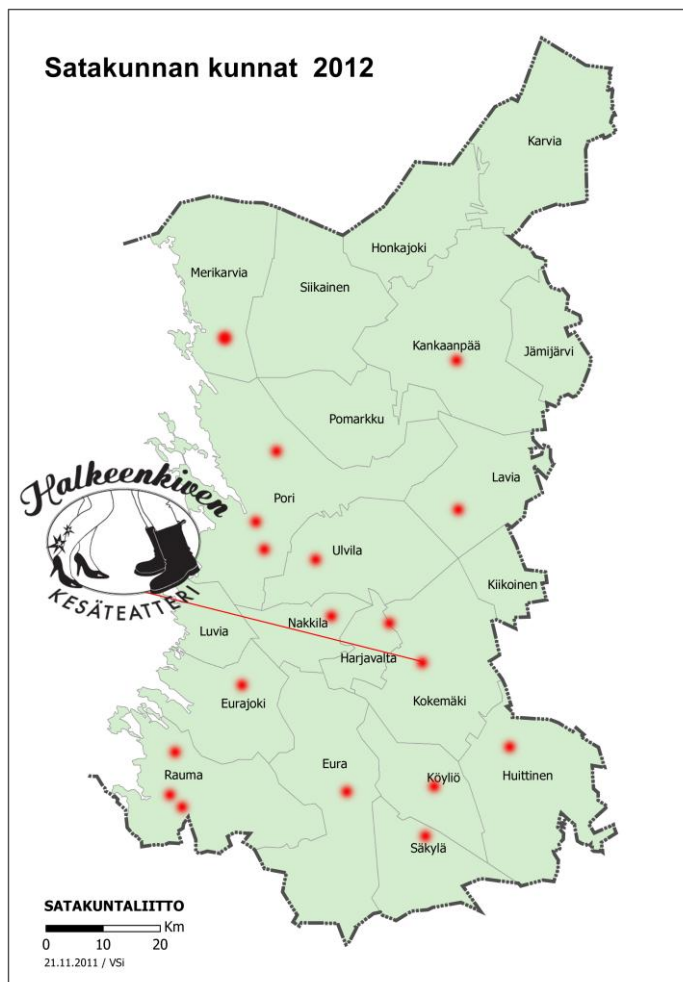 Satakunnan kunnat 2012
Karvia
Honkajoki
Merikarvia
Siikainen
Kankaanpää
Jämijärvi
Pomarkku
Lavia
Halkeenkiven
KESÄTEATTERI
Pori
Ulvila
Kiikoinen
Nakkila
Luvia
Harjavalta
Eurajoki
Kokemäki
Rauma
Eura
Köyliö
Huittinen
Säkylä
SATAKUNTALIITTO
Km
0 10 20
21.11.2011 / VSi